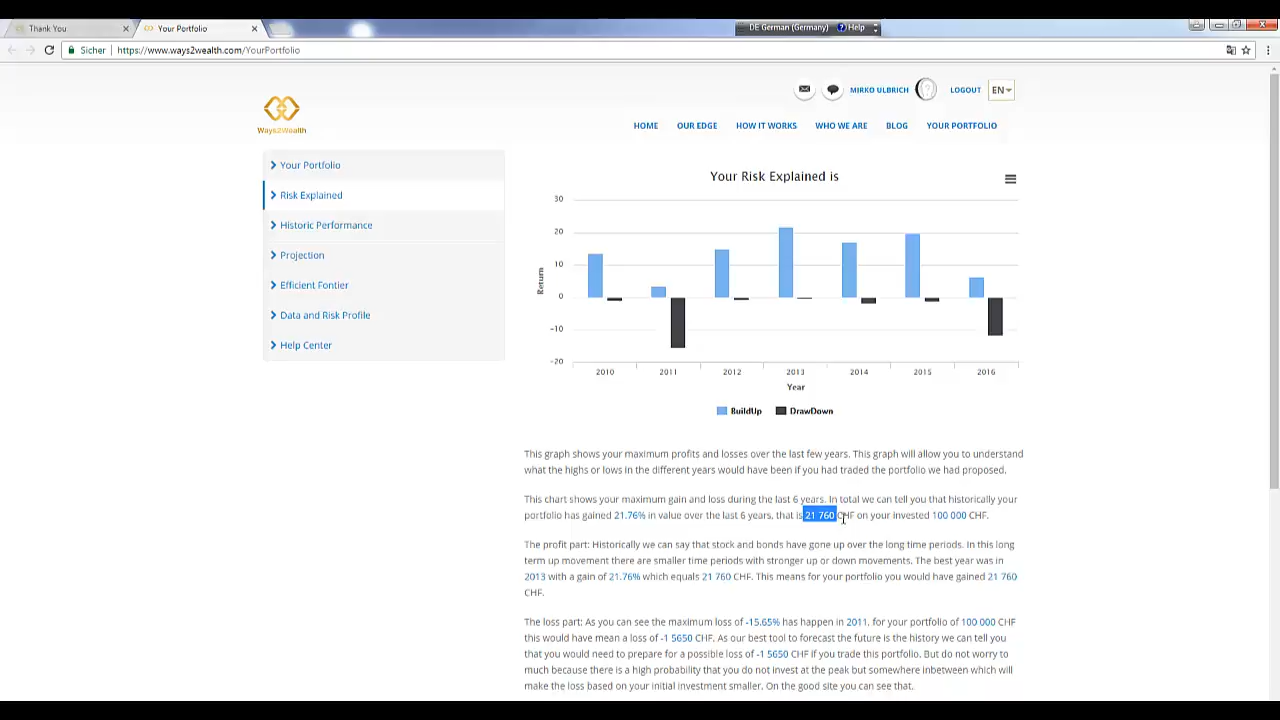 Thank You
Your Portfolio
DE German (Germany)
Help
Sicher
https://www.ways2wealth.com/YourPortfolio
MIRKO ULBRICH
LOGOUT
EN
Ways2Wealth
HOME
OUR EDGE
HOW IT WORKS
WHO WE ARE
BLOG
YOUR PORTFOLIO
Your Portfolio
Risk Explained
Historic Performance
Projection
Efficient Fontier
Data and Risk Profile
Help Center
Your Risk Explained is
30
20
10
0
-10
-20
Return
2010 2011 2012 2013 2014 2015 2016
Year
BuildUp DrawDown
This graph shows your maximum profits and losses over the last few years. This graph will allow you to understand
what the highs or lows in the different years would have been if you had traded the portfolio we had proposed.
This chart shows your maximum gain and loss during the last 6 years. In total we can tell you that historically your
portfolio has gained 21.76% in value over the last 6 years, that is 21 760 CHF on your invested 100 000 CHF.
The profit part: Historically we can say that stock and bonds have gone up over the long time periods. In this long
term up movement there are smaller time periods with stronger up or down movements. The best year was in
2013 with a gain of 21.76% which equals 21 760 CHF. This means for your portfolio you would have gained 21 760
CHF.
The loss part: As you can see the maximum loss of -15.65% has happen in 2011. for your portfolio of 100 000 CHF
this would have mean a loss of -1 5650 CHF. As our best tool to forecast the future is the history we can tell you
that you would need to prepare for a possible loss of -1 5650 CHF if you trade this portfolio. But do not worry to
much because there is a high probability that you do not invest at the peak but somewhere inbetween which will
make the loss based on your initial investment smaller. On the good site you can see that.